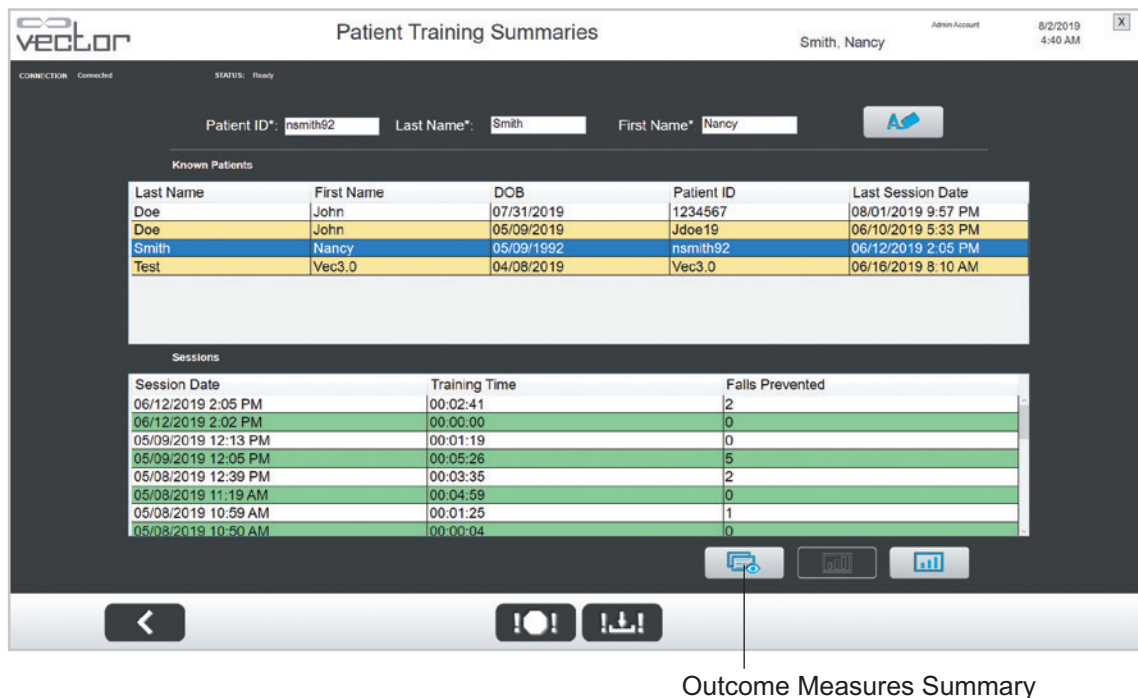 vector
Patient Training Summaries
Smith, Nancy
Admin Account
8/2/2019
4:40 AM
X
CONNECTION Connected STATUS: Ready
Patient ID*: nsmith92 Last Name*: Smith First Name* Nancy A
Known Patients
Last Name First Name DOB Patient ID Last Session Date
Doe John 07/31/2019 1234567 08/01/2019 9:57 PM
Doe John 05/09/2019 Jdoe19 06/10/2019 5:33 PM
Smith Nancy 05/09/1992 nsmith92 06/12/2019 2:05 PM
Test Vec3.0 04/08/2019 Vec3.0 06/16/2019 8:10 AM
Sessions
Session Date Training Time Falls Prevented
06/12/2019 2:05 PM 00:02:41 2
06/12/2019 2:02 PM 00:00:00 0
05/09/2019 12:13 PM 00:01:19 0
05/09/2019 12:05 PM 00:05:26 5
05/08/2019 12:39 PM 00:03:35 2
05/08/2019 11:19 AM 00:04:59 0
05/08/2019 10:59 AM 00:01:25 1
05/08/2019 10:50 AM 00:00:04 0
! ! ! !
Outcome Measures Summary